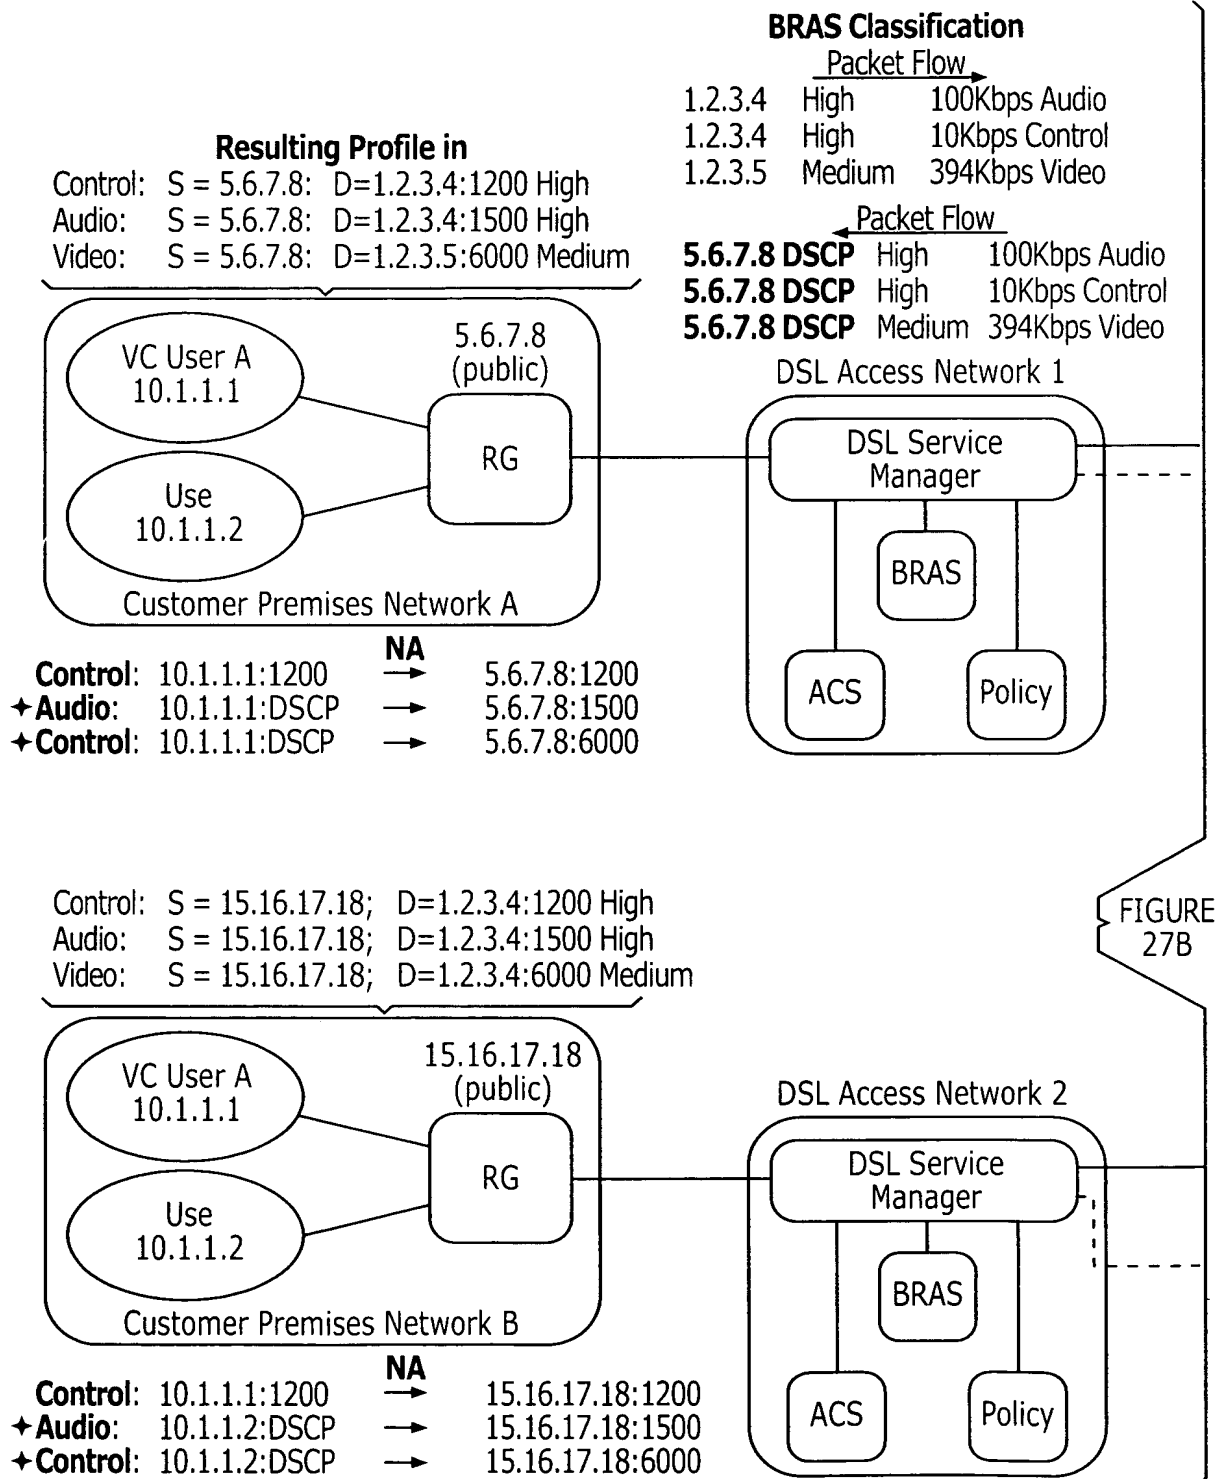 BRAS Classification
Packet Flow
1.2.3.4 High 100Kbps Audio
1.2.3.4 High 10Kbps Control
1.2.3.5 Medium 394Kbps Video
Packet Flow
5.6.7.8 DSCP High 100Kbps Audio
5.6.7.8 DSCP High 10Kbps Control
5.6.7.8 DSCP Medium 394Kbps Video
Resulting Profile in
Control: S = 5.6.7.8: D=1.2.3.4:1200 High
Audio: S = 5.6.7.8: D=1.2.3.4:1500 High
Video: S = 5.6.7.8: D=1.2.3.5:6000 Medium
VC User A
10.1.1.1
Use
10.1.1.2
5.6.7.8
(public)
RG
Customer Premises Network A
DSL Access Network 1
DSL Service
Manager
BRAS
ACS
Policy
NA
Control: 10.1.1.1:1200 → 5.6.7.8:1200
✦Audio: 10.1.1.1:DSCP → 5.6.7.8:1500
✦Control: 10.1.1.1:DSCP → 5.6.7.8:6000
FIGURE
27B
Control: S = 15.16.17.18; D=1.2.3.4:1200 High
Audio: S = 15.16.17.18; D=1.2.3.4:1500 High
Video: S = 15.16.17.18; D=1.2.3.4:6000 Medium
VC User A
10.1.1.1
Use
10.1.1.2
15.16.17.18
(public)
RG
Customer Premises Network B
DSL Access Network 2
DSL Service
Manager
BRAS
ACS
Policy
NA
Control: 10.1.1.1:1200 → 15.16.17.18:1200
✦Audio: 10.1.1.2:DSCP → 15.16.17.18:1500
✦Control: 10.1.1.2:DSCP → 15.16.17.18:6000